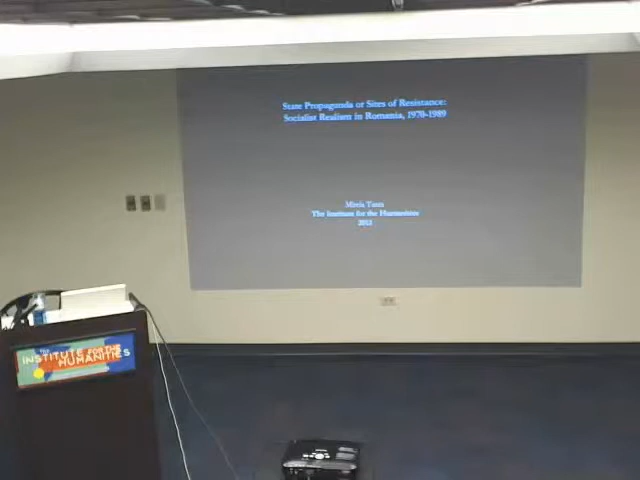 State Propaganda or Sites of Resistance:
Socialist Realism in Romania, 1970-1989
The Institute for the Humanities
2013
THE
INSTITUTE FOR THE
HUMANITIES